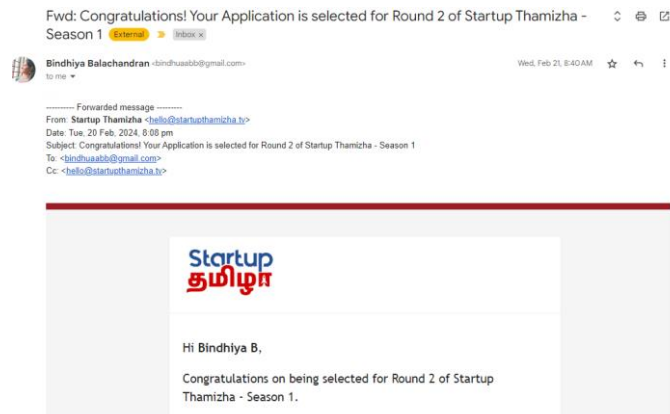 Fwd: Congratulations! Your Application is selected for Round 2 of Startup Thamizha -
Season 1 External Inbox x
Bindhiya Balachandran <bindhuaabb@gmail.com> Wed, Feb 21, 8:40 AM
to me
---------- Forwarded message ---------
From: Startup Thamizha <hello@startupthamizha.tv>
Date: Tue, 20 Feb, 2024, 8:08 pm
Subject: Congratulations! Your Application is selected for Round 2 of Startup Thamizha - Season 1
To: <bindhuaabb@gmail.com>
Cc: <hello@startupthamizha.tv>
Startup
தமிழா
Hi Bindhiya B,
Congratulations on being selected for Round 2 of Startup
Thamizha - Season 1.